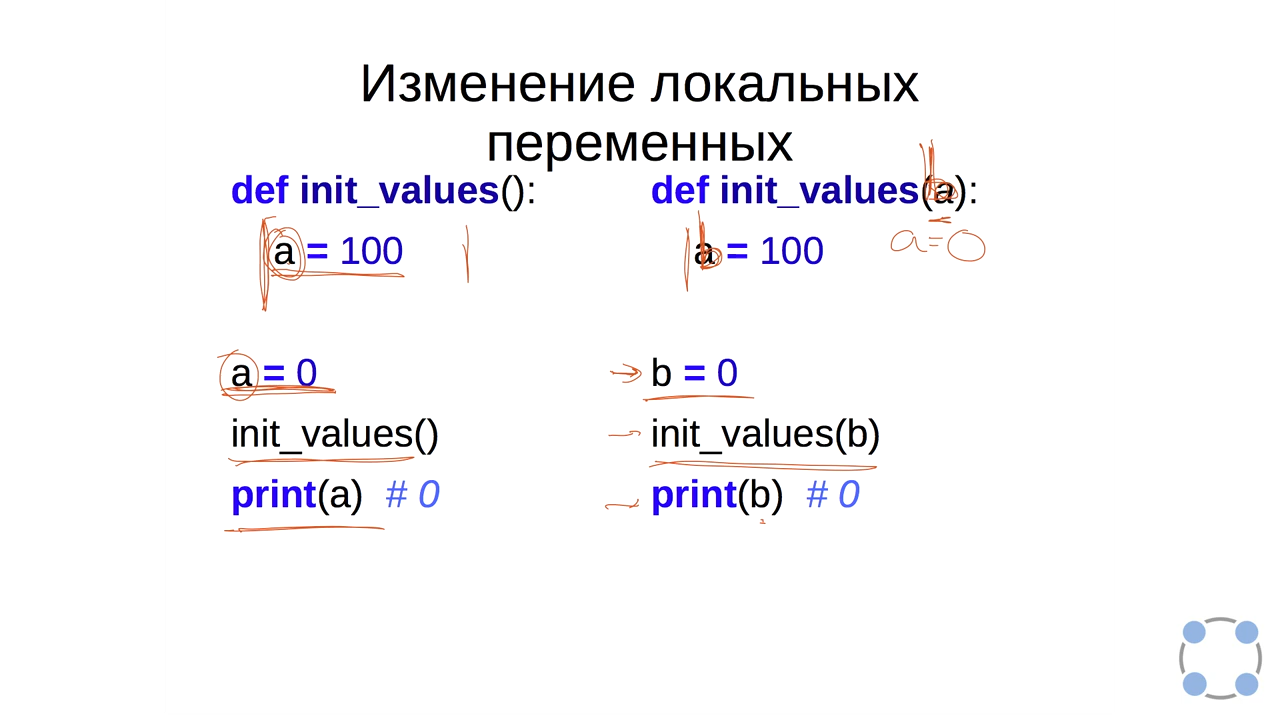 Изменение локальных
переменных
def init_values():
a = 100
a = 0
init_values()
print(a) # 0
def init_values(a):
a = 100
a = 0
b = 0
init_values(b)
print(b) # 0
b
b